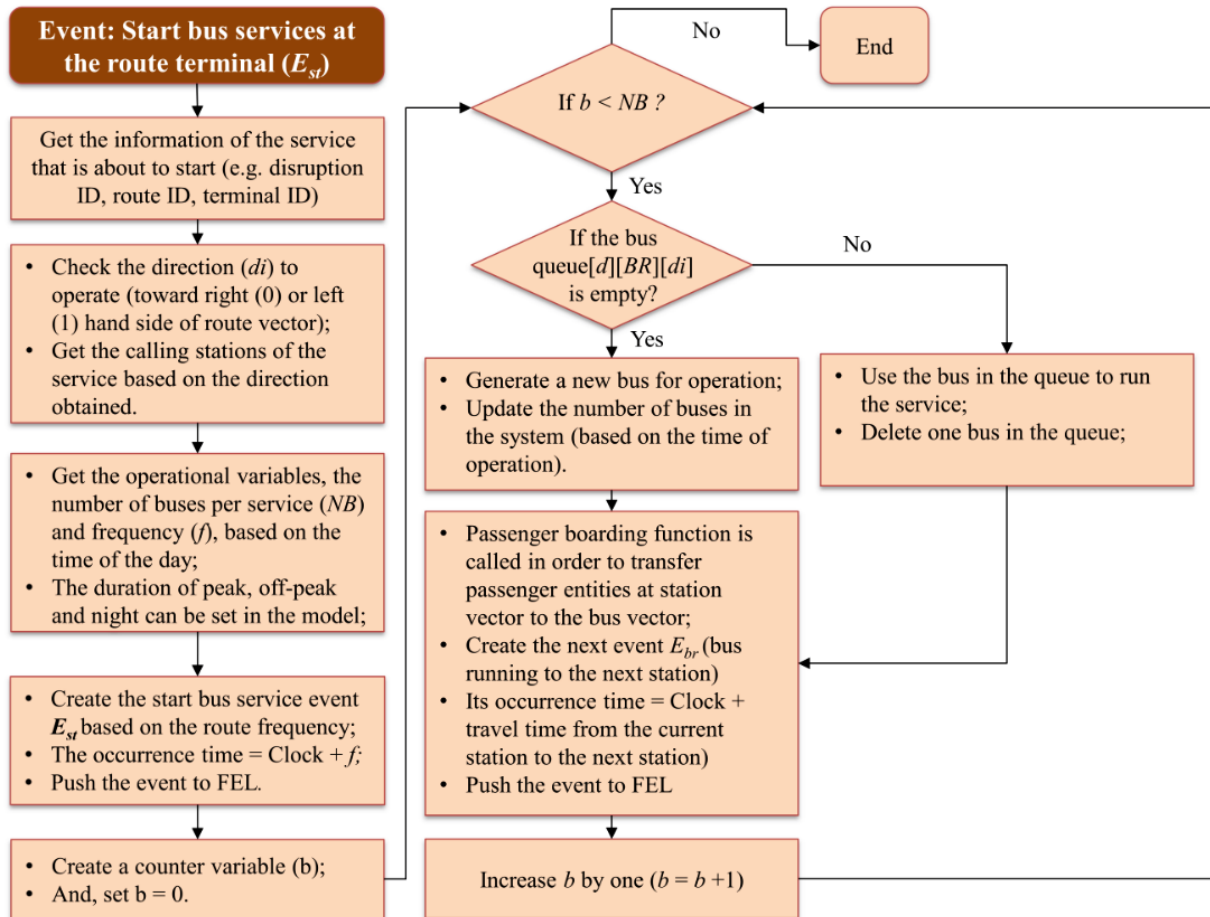 Event: Start bus services at
the route terminal (E_st)
Get the information of the service
that is about to start (e.g. disruption
ID, route ID, terminal ID)
• Check the direction (di) to
operate (toward right (0) or left
(1) hand side of route vector);
• Get the calling stations of the
service based on the direction
obtained.
• Get the operational variables, the
number of buses per service (NB)
and frequency (f), based on the
time of the day;
• The duration of peak, off-peak
and night can be set in the model;
• Create the start bus service event
E_st based on the route frequency;
• The occurrence time = Clock + f;
• Push the event to FEL.
• Create a counter variable (b);
• And, set b = 0.
If b < NB ?
No
End
Yes
If the bus
queue[d][BR][di]
is empty?
No
Yes
• Generate a new bus for operation;
• Update the number of buses in
the system (based on the time of
operation).
• Use the bus in the queue to run
the service;
• Delete one bus in the queue;
• Passenger boarding function is
called in order to transfer
passenger entities at station
vector to the bus vector;
• Create the next event E_br (bus
running to the next station)
• Its occurrence time = Clock +
travel time from the current
station to the next station)
• Push the event to FEL
Increase b by one (b = b +1)